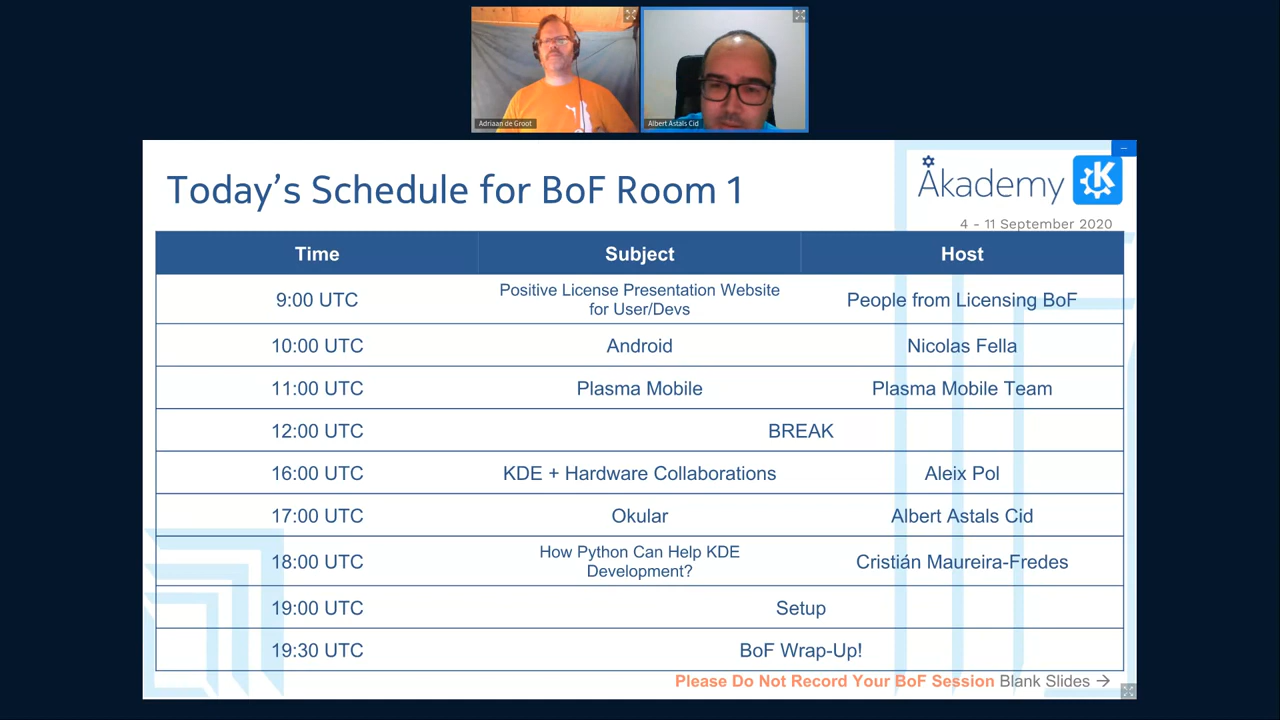 Adriaan de Groot
Albert Astals Cid
Today's Schedule for BoF Room 1
Akademy
4 - 11 September 2020
Time Subject Host
9:00 UTC Positive License Presentation Website for User/Devs People from Licensing BoF
10:00 UTC Android Nicolas Fella
11:00 UTC Plasma Mobile Plasma Mobile Team
12:00 UTC BREAK
16:00 UTC KDE + Hardware Collaborations Aleix Pol
17:00 UTC Okular Albert Astals Cid
18:00 UTC How Python Can Help KDE Development? Cristián Maureira-Fredes
19:00 UTC Setup
19:30 UTC BoF Wrap-Up!
Please Do Not Record Your BoF Session Blank Slides →